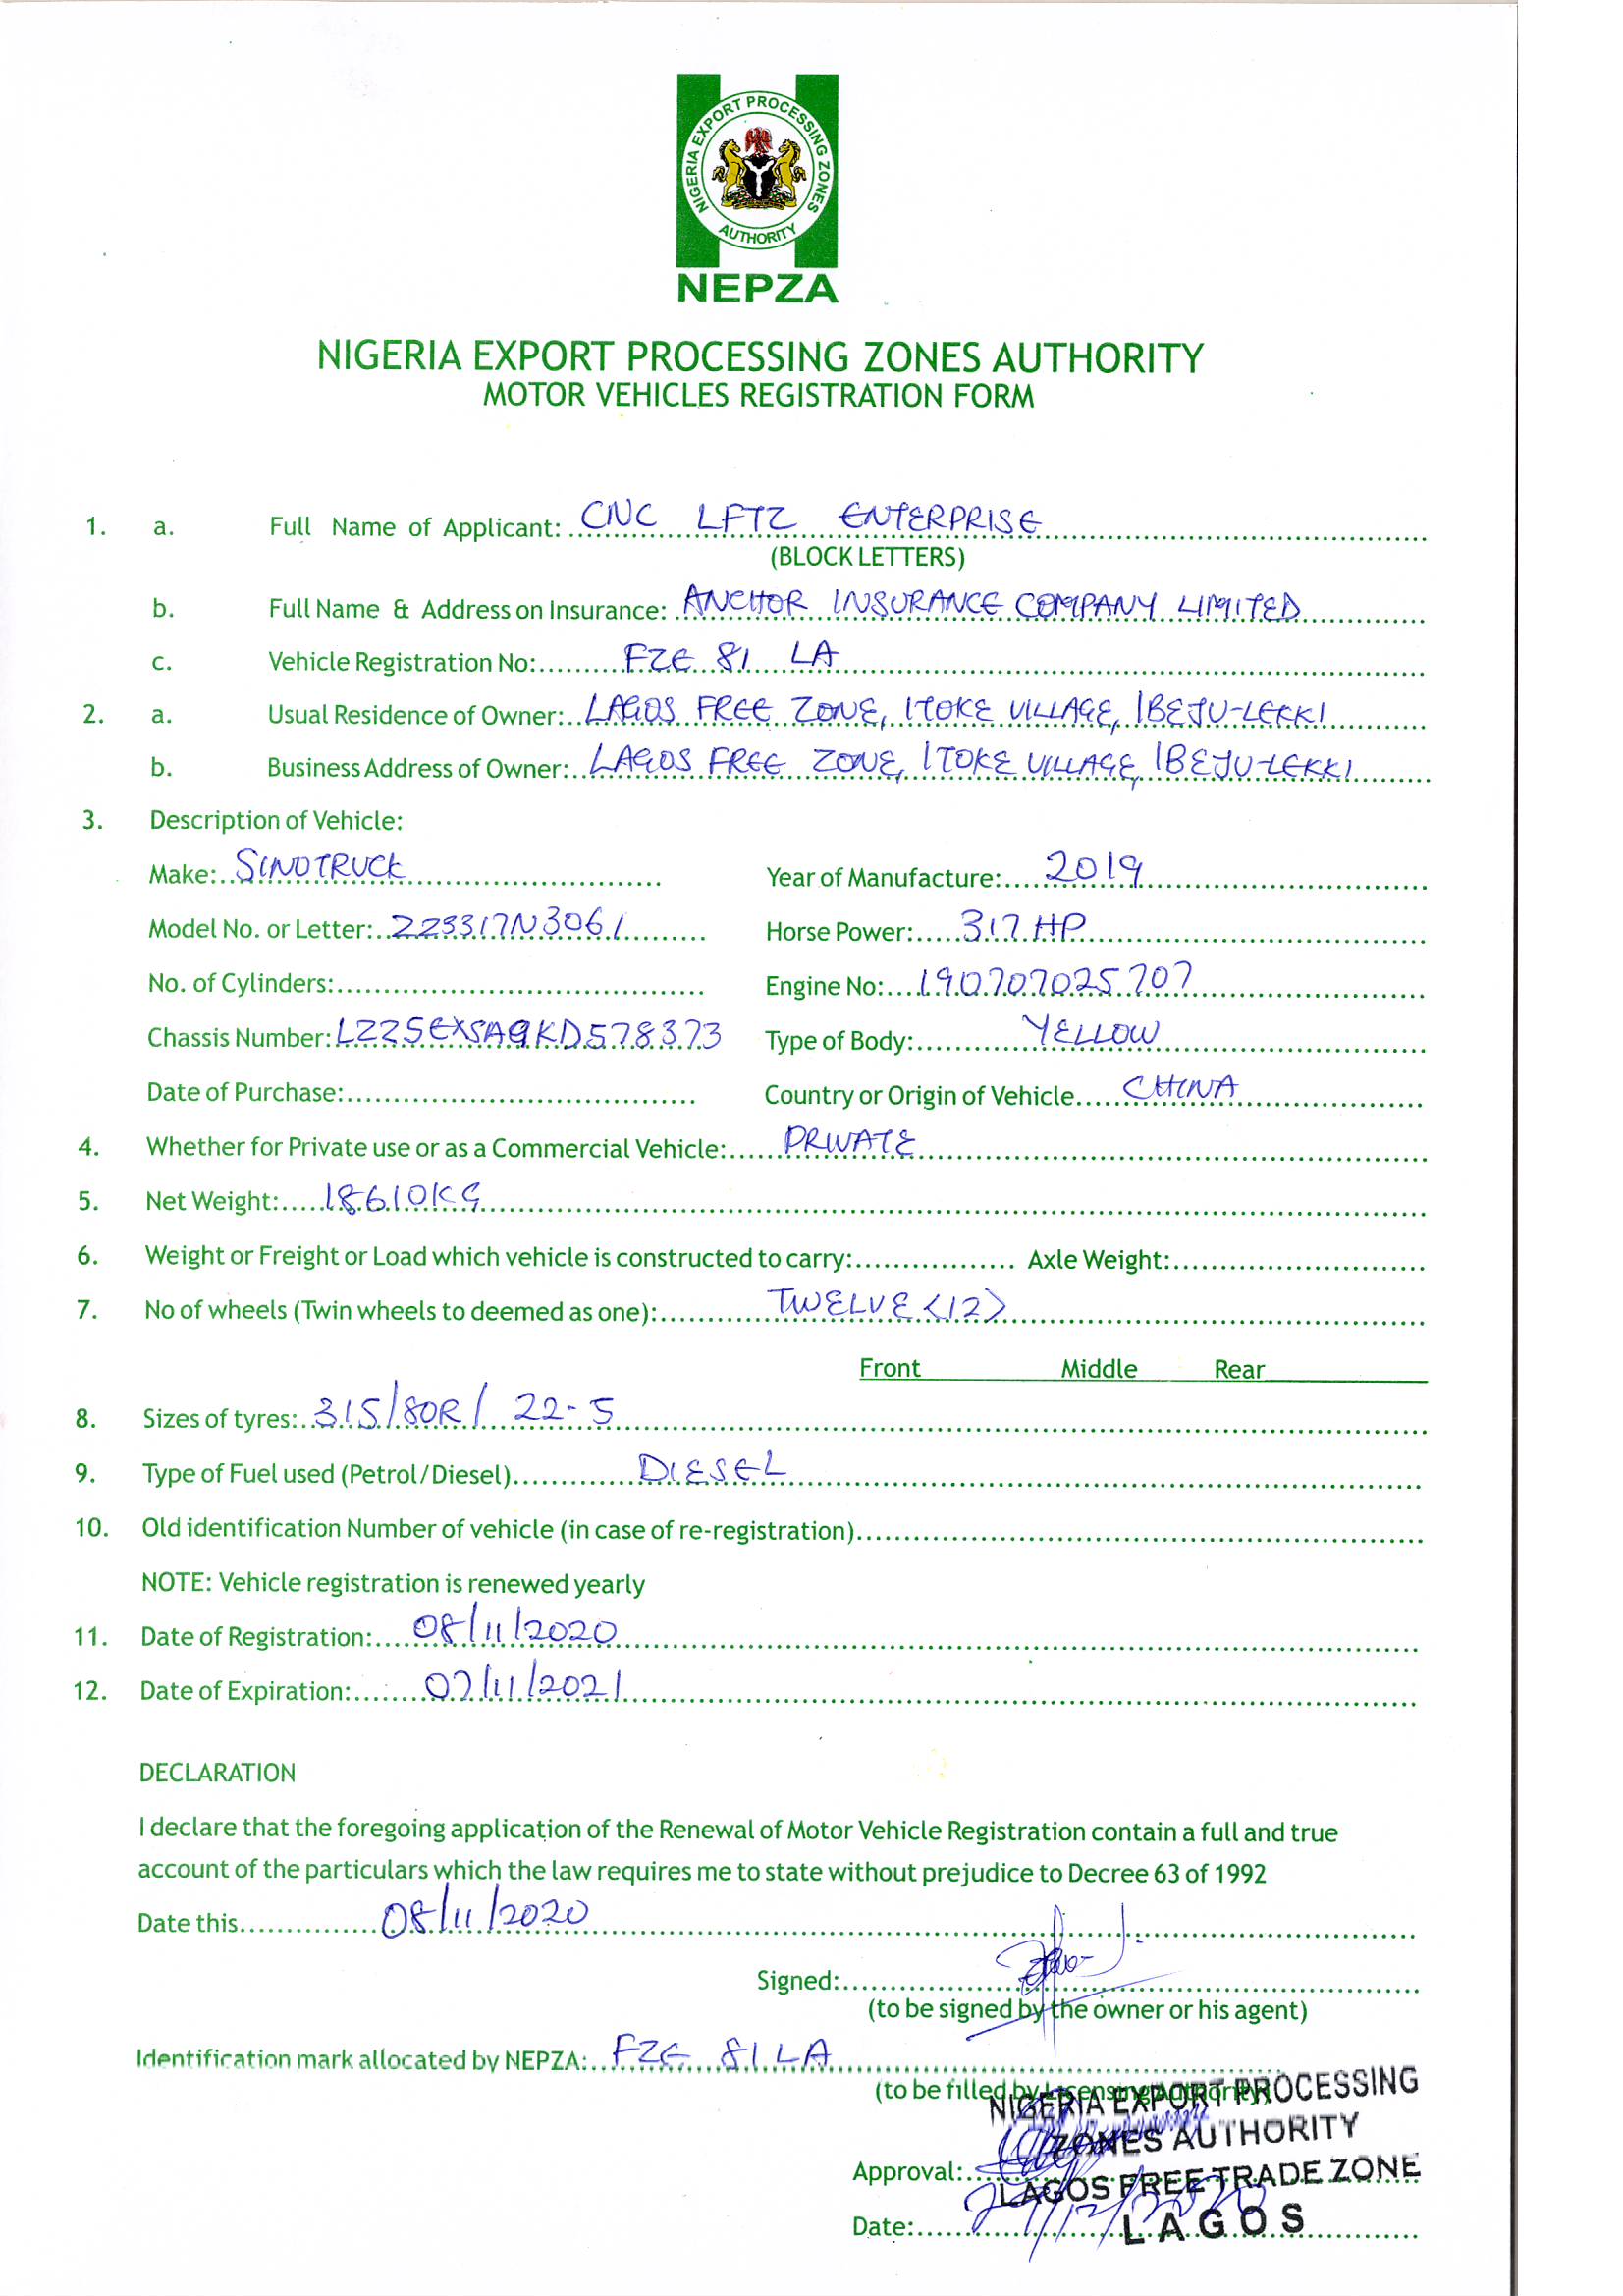 NIGERIA EXPORT PROCESSING ZONES
AUTHORITY
NEPZA
NIGERIA EXPORT PROCESSING ZONES AUTHORITY
MOTOR VEHICLES REGISTRATION FORM
1. a. Full Name of Applicant: CNC LFTZ ENTERPRISE
(BLOCK LETTERS)
b. Full Name & Address on Insurance: ANCHOR INSURANCE COMPANY LIMITED
c. Vehicle Registration No: FZE 81 LA
2. a. Usual Residence of Owner: LAGOS FREE ZONE, ITOKE VILLAGE, IBEJU-LEKKI
b. Business Address of Owner: LAGOS FREE ZONE, ITOKE VILLAGE, IBEJU-LEKKI
3. Description of Vehicle:
Make: SINOTRUCK Year of Manufacture: 2019
Model No. or Letter: ZZ3317N3061 Horse Power: 317 HP
No. of Cylinders: Engine No: 190707025707
Chassis Number: LZZ5EXSA9KD578373 Type of Body: YELLOW
Date of Purchase: Country or Origin of Vehicle CHINA
4. Whether for Private use or as a Commercial Vehicle: PRIVATE
5. Net Weight: 18610KG
6. Weight or Freight or Load which vehicle is constructed to carry: Axle Weight:
7. No of wheels (Twin wheels to deemed as one): TWELVE <12>
Front Middle Rear
8. Sizes of tyres: 315/80R/ 22-5
9. Type of Fuel used (Petrol/Diesel) DIESEL
10. Old identification Number of vehicle (in case of re-registration)
NOTE: Vehicle registration is renewed yearly
11. Date of Registration: 08/11/2020
12. Date of Expiration: 07/11/2021
DECLARATION
I declare that the foregoing application of the Renewal of Motor Vehicle Registration contain a full and true
account of the particulars which the law requires me to state without prejudice to Decree 63 of 1992
Date this 08/11/2020
Signed:
(to be signed by the owner or his agent)
Identification mark allocated by NEPZA: FZE 81 LA
(to be filled by Licensing Authority)
NIGERIA EXPORT PROCESSING
ZONES AUTHORITY
Approval:
LAGOS FREE TRADE ZONE
Date:
LAGOS